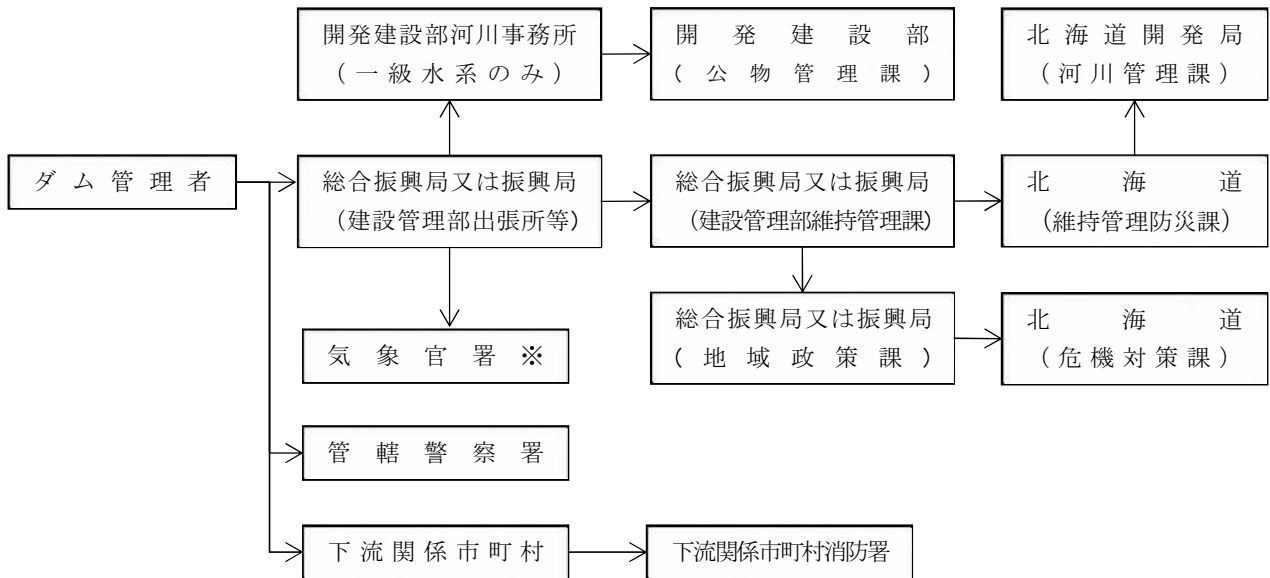 開発建設部河川事務所
(一級水系のみ)
開発建設部
(公物管理課)
北海道開発局
(河川管理課)
ダム管理者
総合振興局又は振興局
(建設管理部出張所等)
総合振興局又は振興局
(建設管理部維持管理課)
北海道
(維持管理防災課)
気象官署※
総合振興局又は振興局
(地域政策課)
北海道
(危機対策課)
管轄警察署
下流関係市町村
下流関係市町村消防署